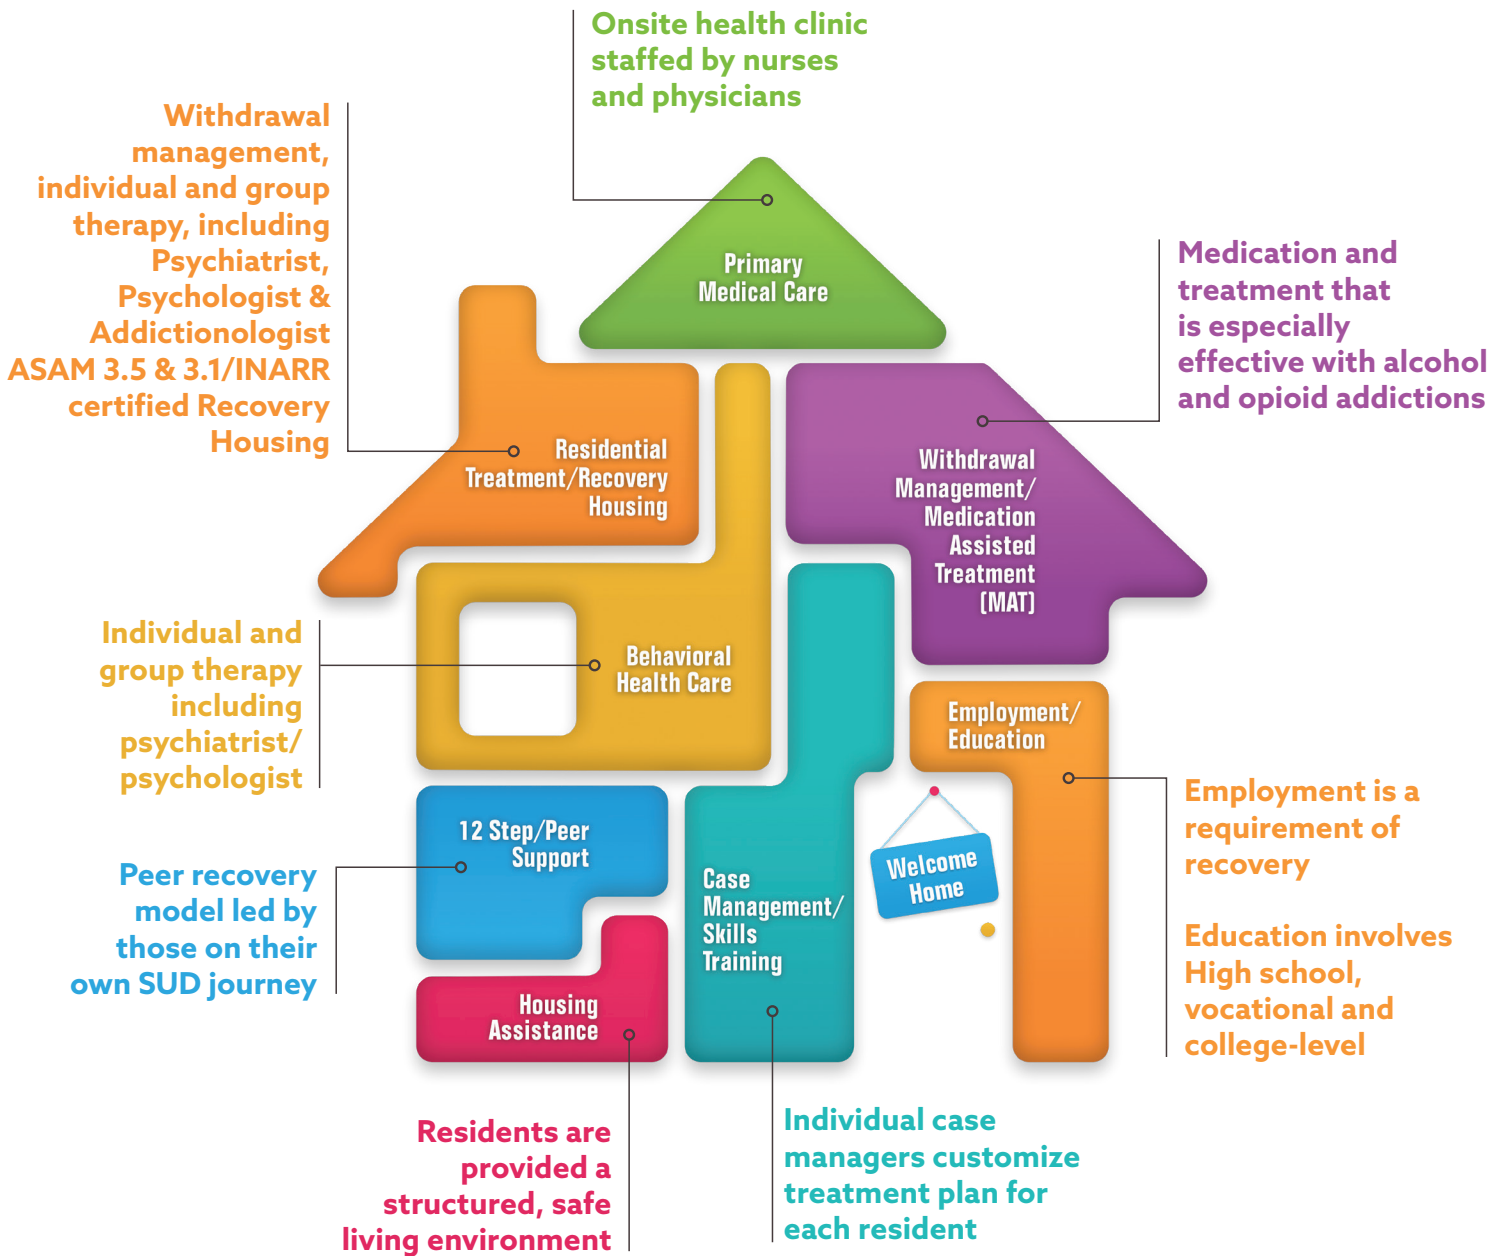 Onsite health clinic
staffed by nurses
and physicians
Withdrawal
management,
individual and group
therapy, including
Psychiatrist,
Psychologist &
Addictionologist
ASAM 3.5 & 3.1/INARR
certified Recovery
Housing
Primary
Medical Care
Medication and
treatment that
is especially
effective with alcohol
and opioid addictions
Residential
Treatment/Recovery
Housing
Withdrawal
Management/
Medication
Assisted
Treatment
(MAT)
Individual and
group therapy
including
psychiatrist/
psychologist
Behavioral
Health Care
Employment/
Education
Employment is a
requirement of
recovery
Education involves
High school,
vocational and
college-level
12 Step/Peer
Support
Peer recovery
model led by
those on their
own SUD journey
Case
Management/
Skills
Training
Welcome
Home
Housing
Assistance
Residents are
provided a
structured, safe
living environment
Individual case
managers customize
treatment plan for
each resident